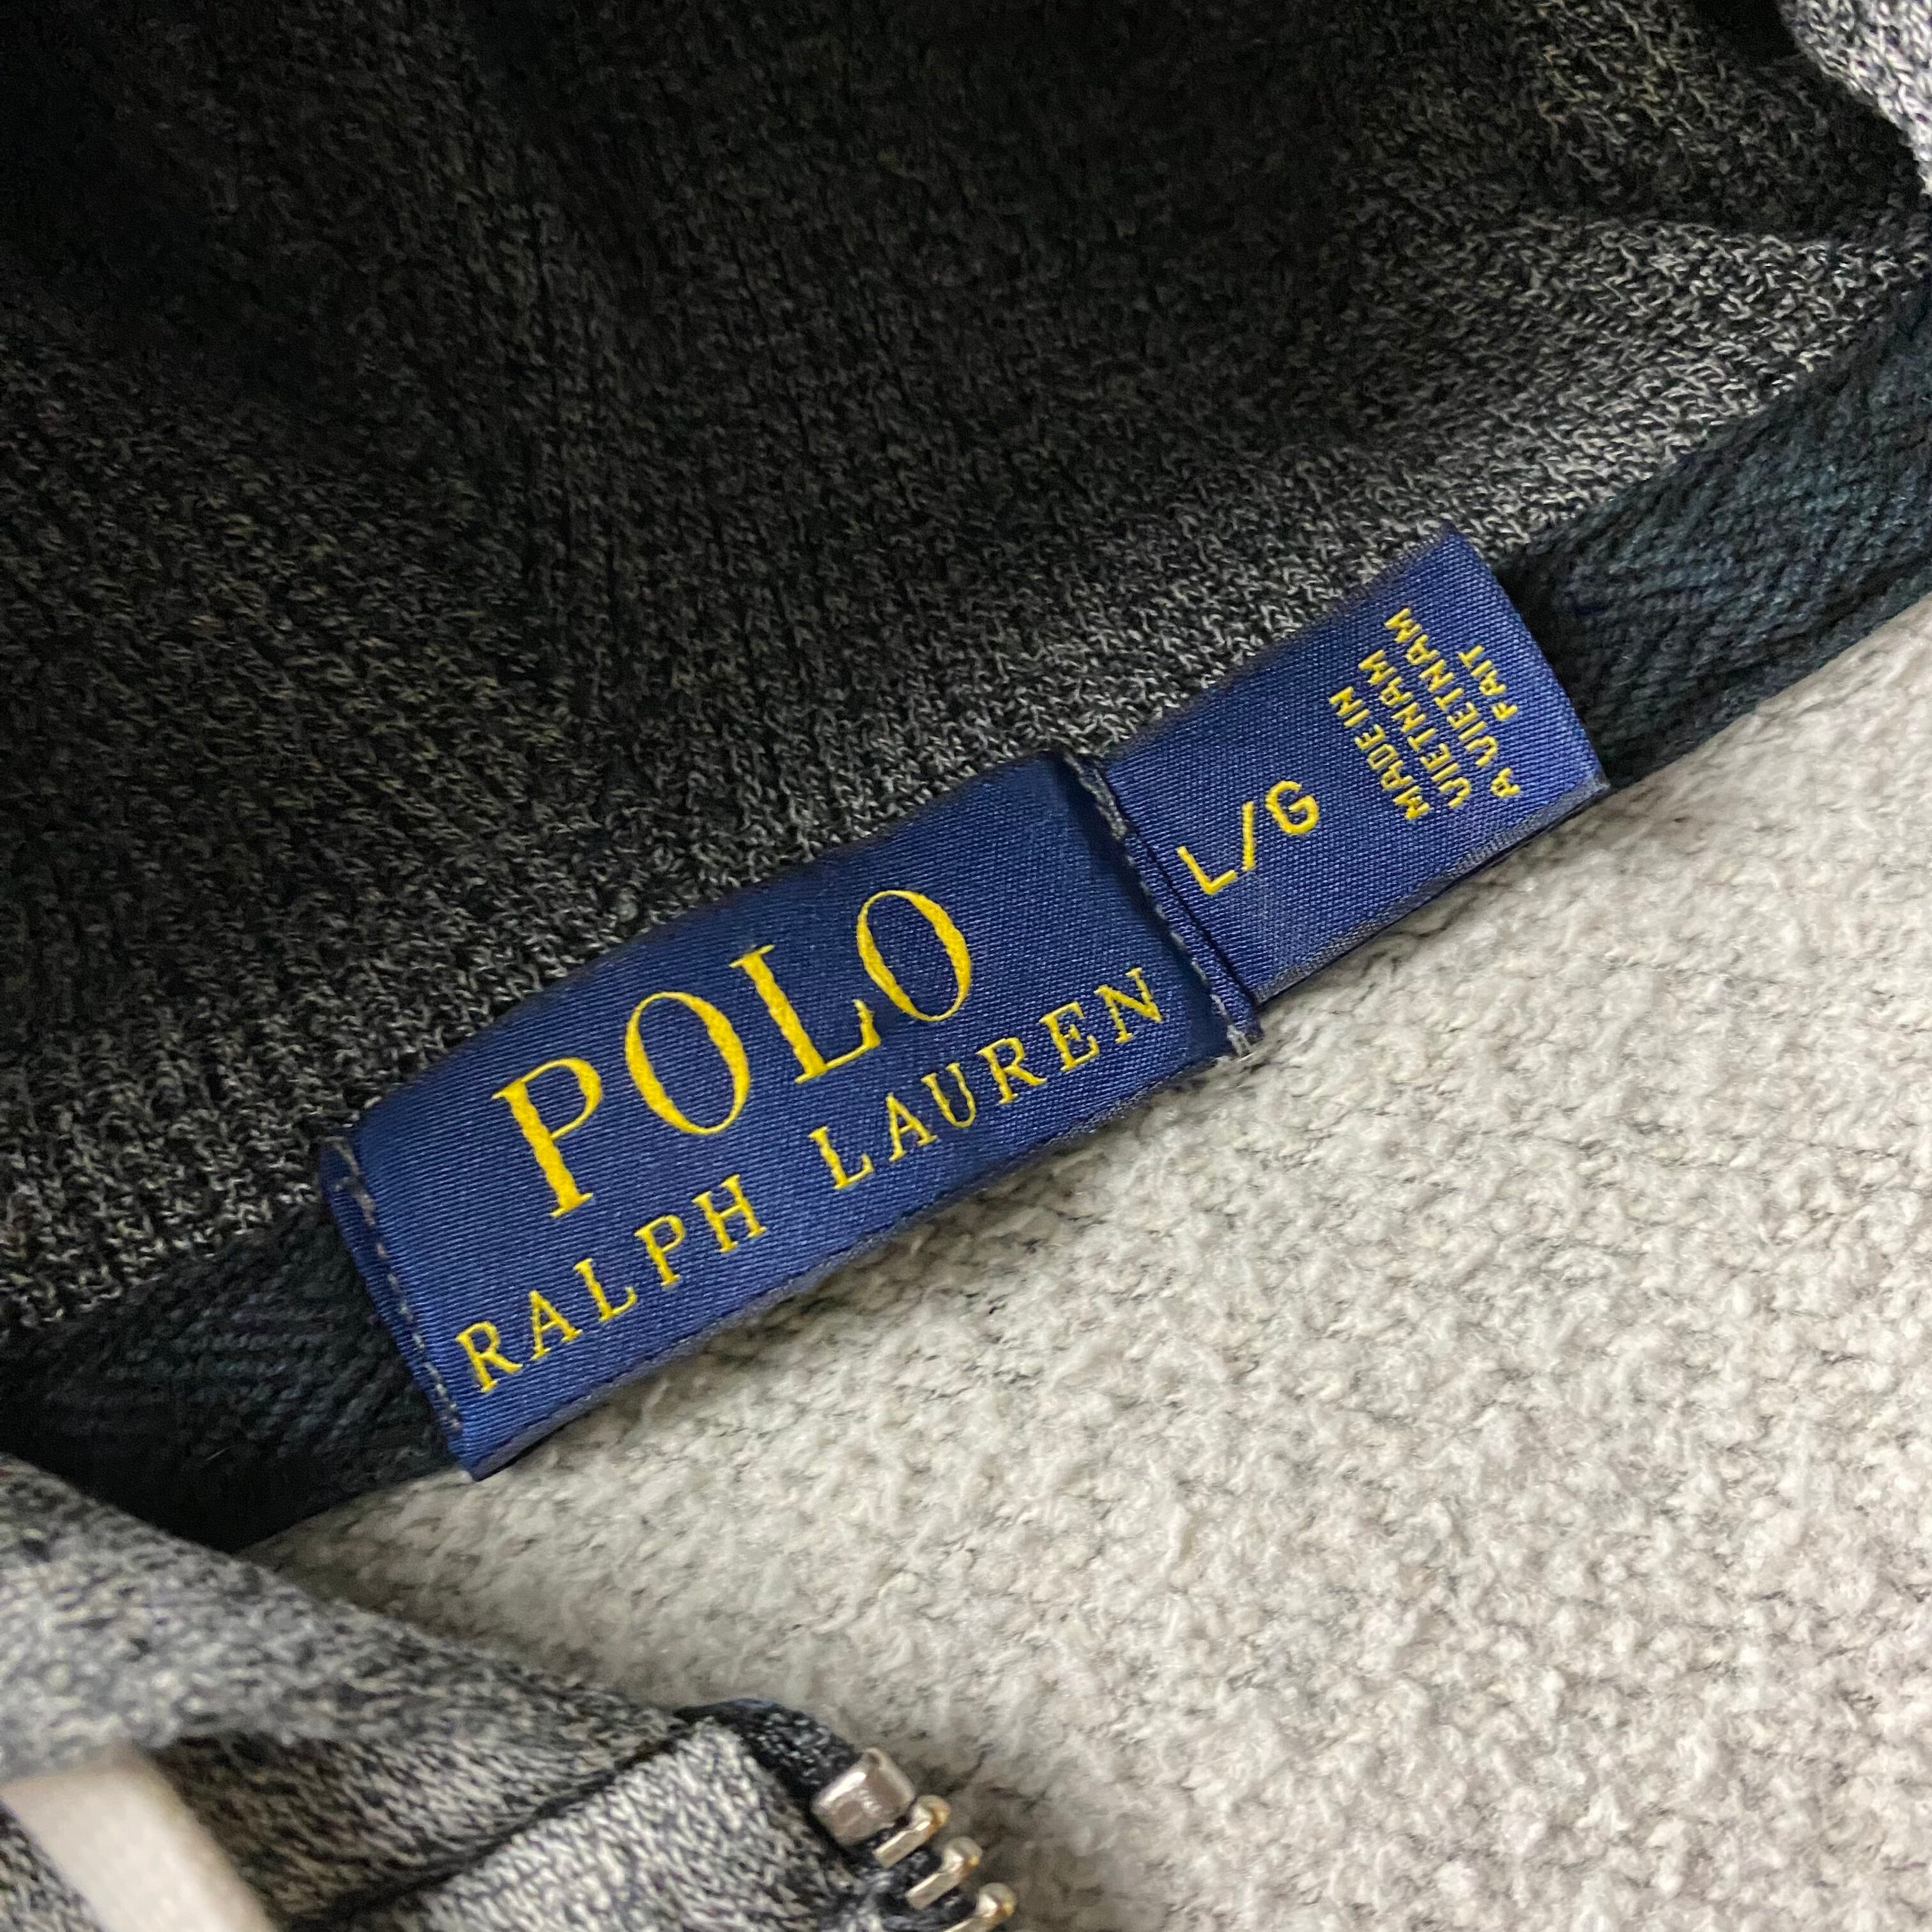 POLO
RALPH LAUREN
L/G
MADE IN
VIETNAM
A VIETNAM
FAIT